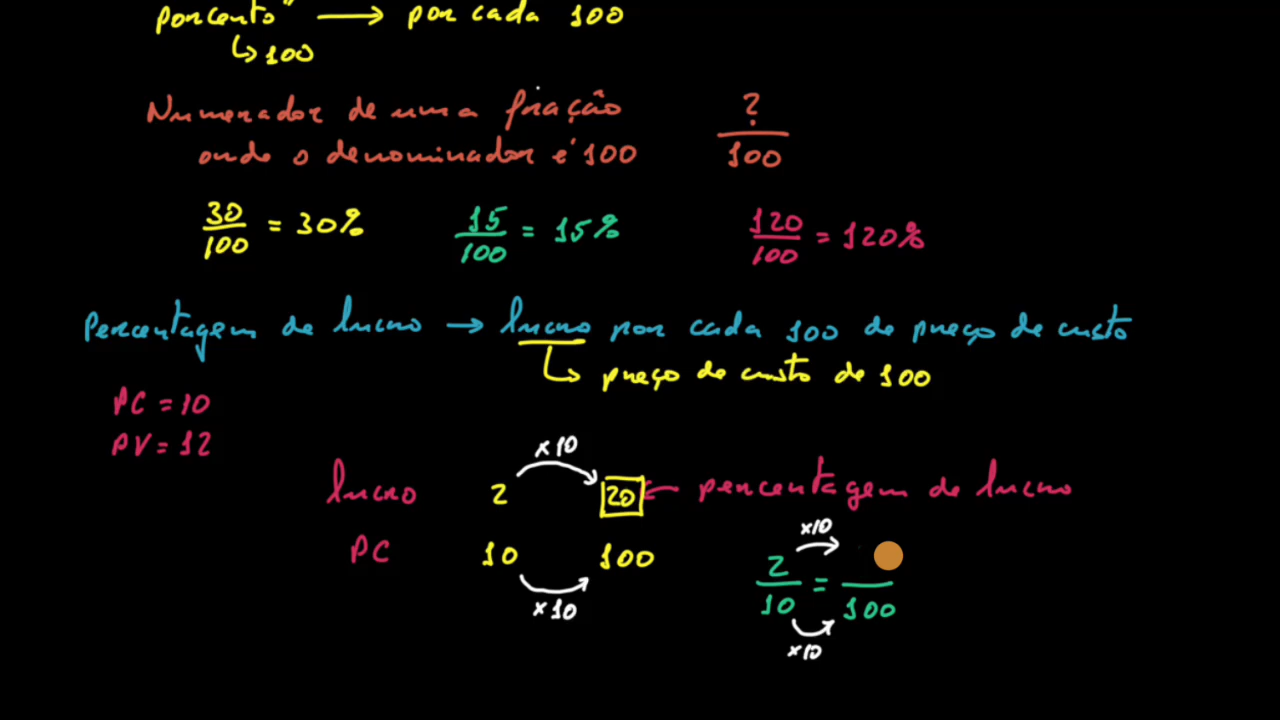 porcento" → por cada 100
↳ 100
Numerador de uma fração
onde o denominador é 100
?/100
30/100 = 30% 15/100 = 15% 120/100 = 120%
Percentagem de lucro → lucro por cada 100 de preço de custo
↳ preço de custo de 100
PC = 10
PV = 12
×10
lucro 2 20 ← percentagem de lucro
PC 10 100
×10
×10
2/10 = /100
×10